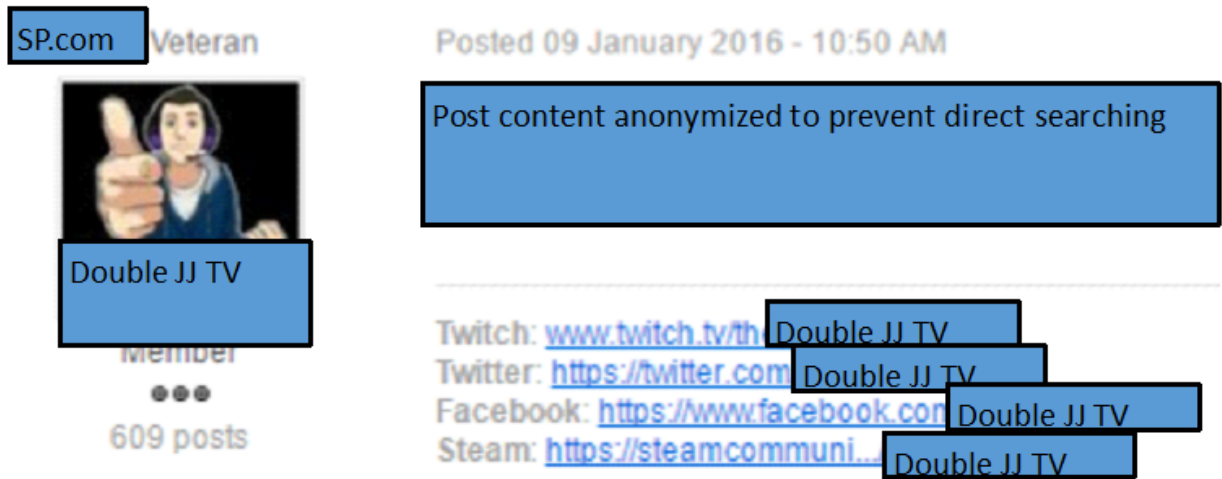 SP.com Veteran
Posted 09 January 2016 - 10:50 AM
Post content anonymized to prevent direct searching
Double JJ TV
Member
609 posts
Twitch: www.twitch.tv/the Double JJ TV
Twitter: https://twitter.com Double JJ TV
Facebook: https://www.facebook.com Double JJ TV
Steam: https://steamcommuni.../ Double JJ TV